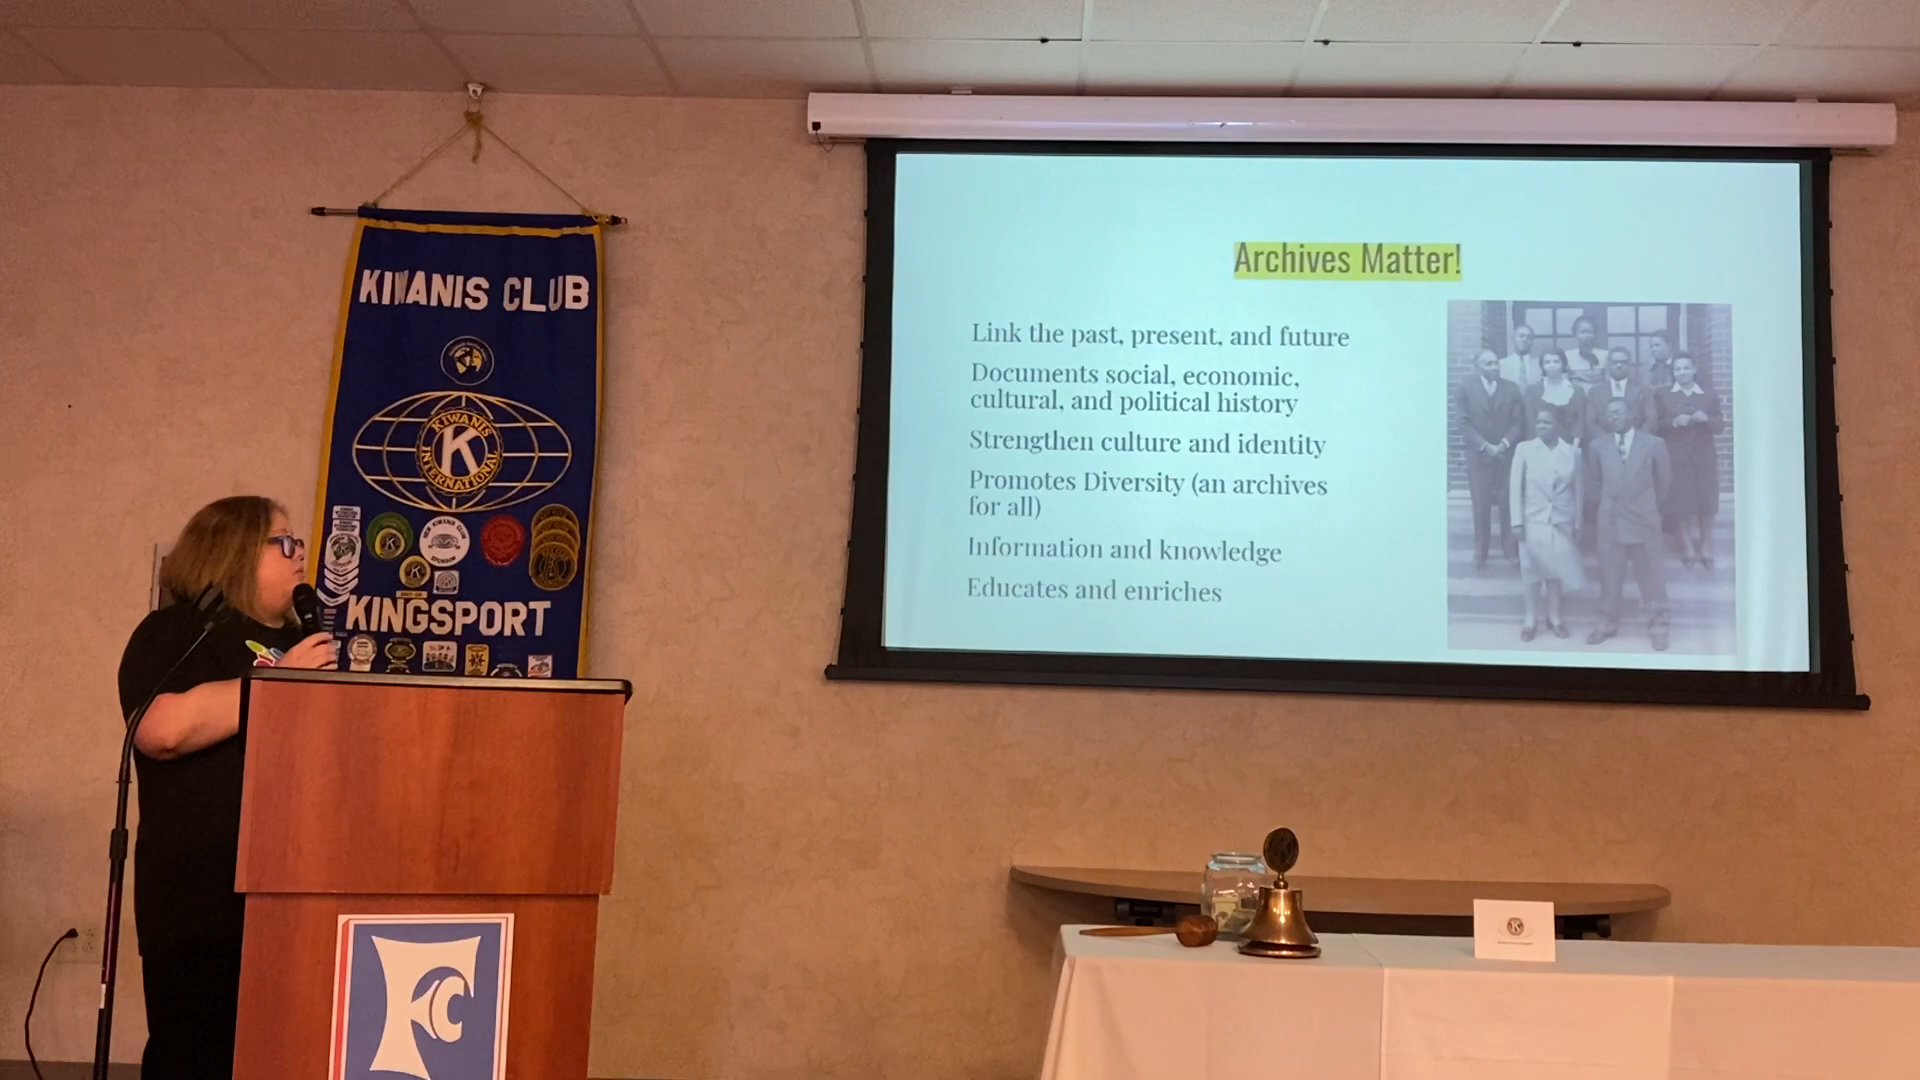 KIWANIS CLUB
KIWANIS
K
INTERNATIONAL
KINGSPORT
Archives Matter!
Link the past, present, and future
Documents social, economic,
cultural, and political history
Strengthen culture and identity
Promotes Diversity (an archives
for all)
Information and knowledge
Educates and enriches